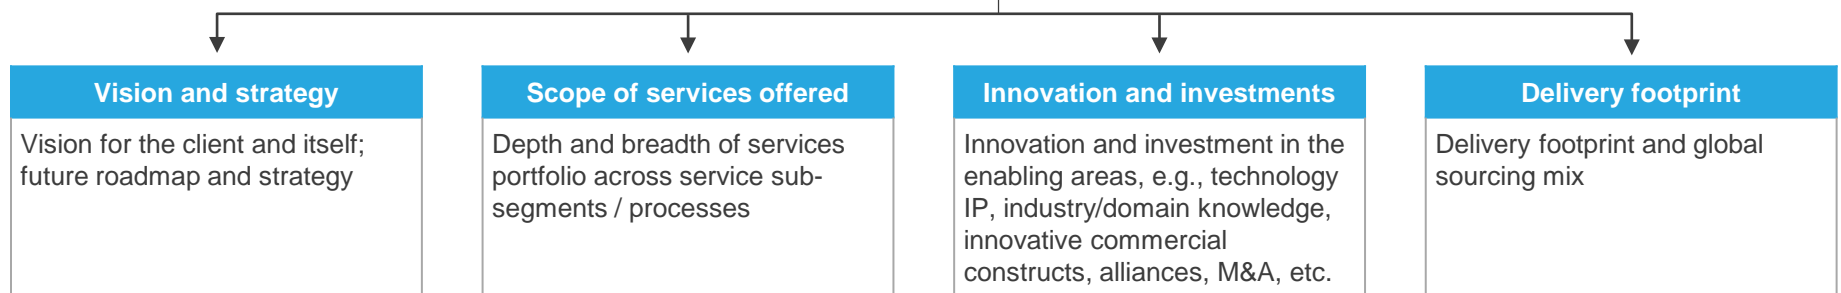 Vision and strategy
Vision for the client and itself;
future roadmap and strategy
Scope of services offered
Depth and breadth of services
portfolio across service sub-
segments / processes
Innovation and investments
Innovation and investment in the
enabling areas, e.g., technology
IP, industry/domain knowledge,
innovative commercial
constructs, alliances, M&A, etc.
Delivery footprint
Delivery footprint and global
sourcing mix